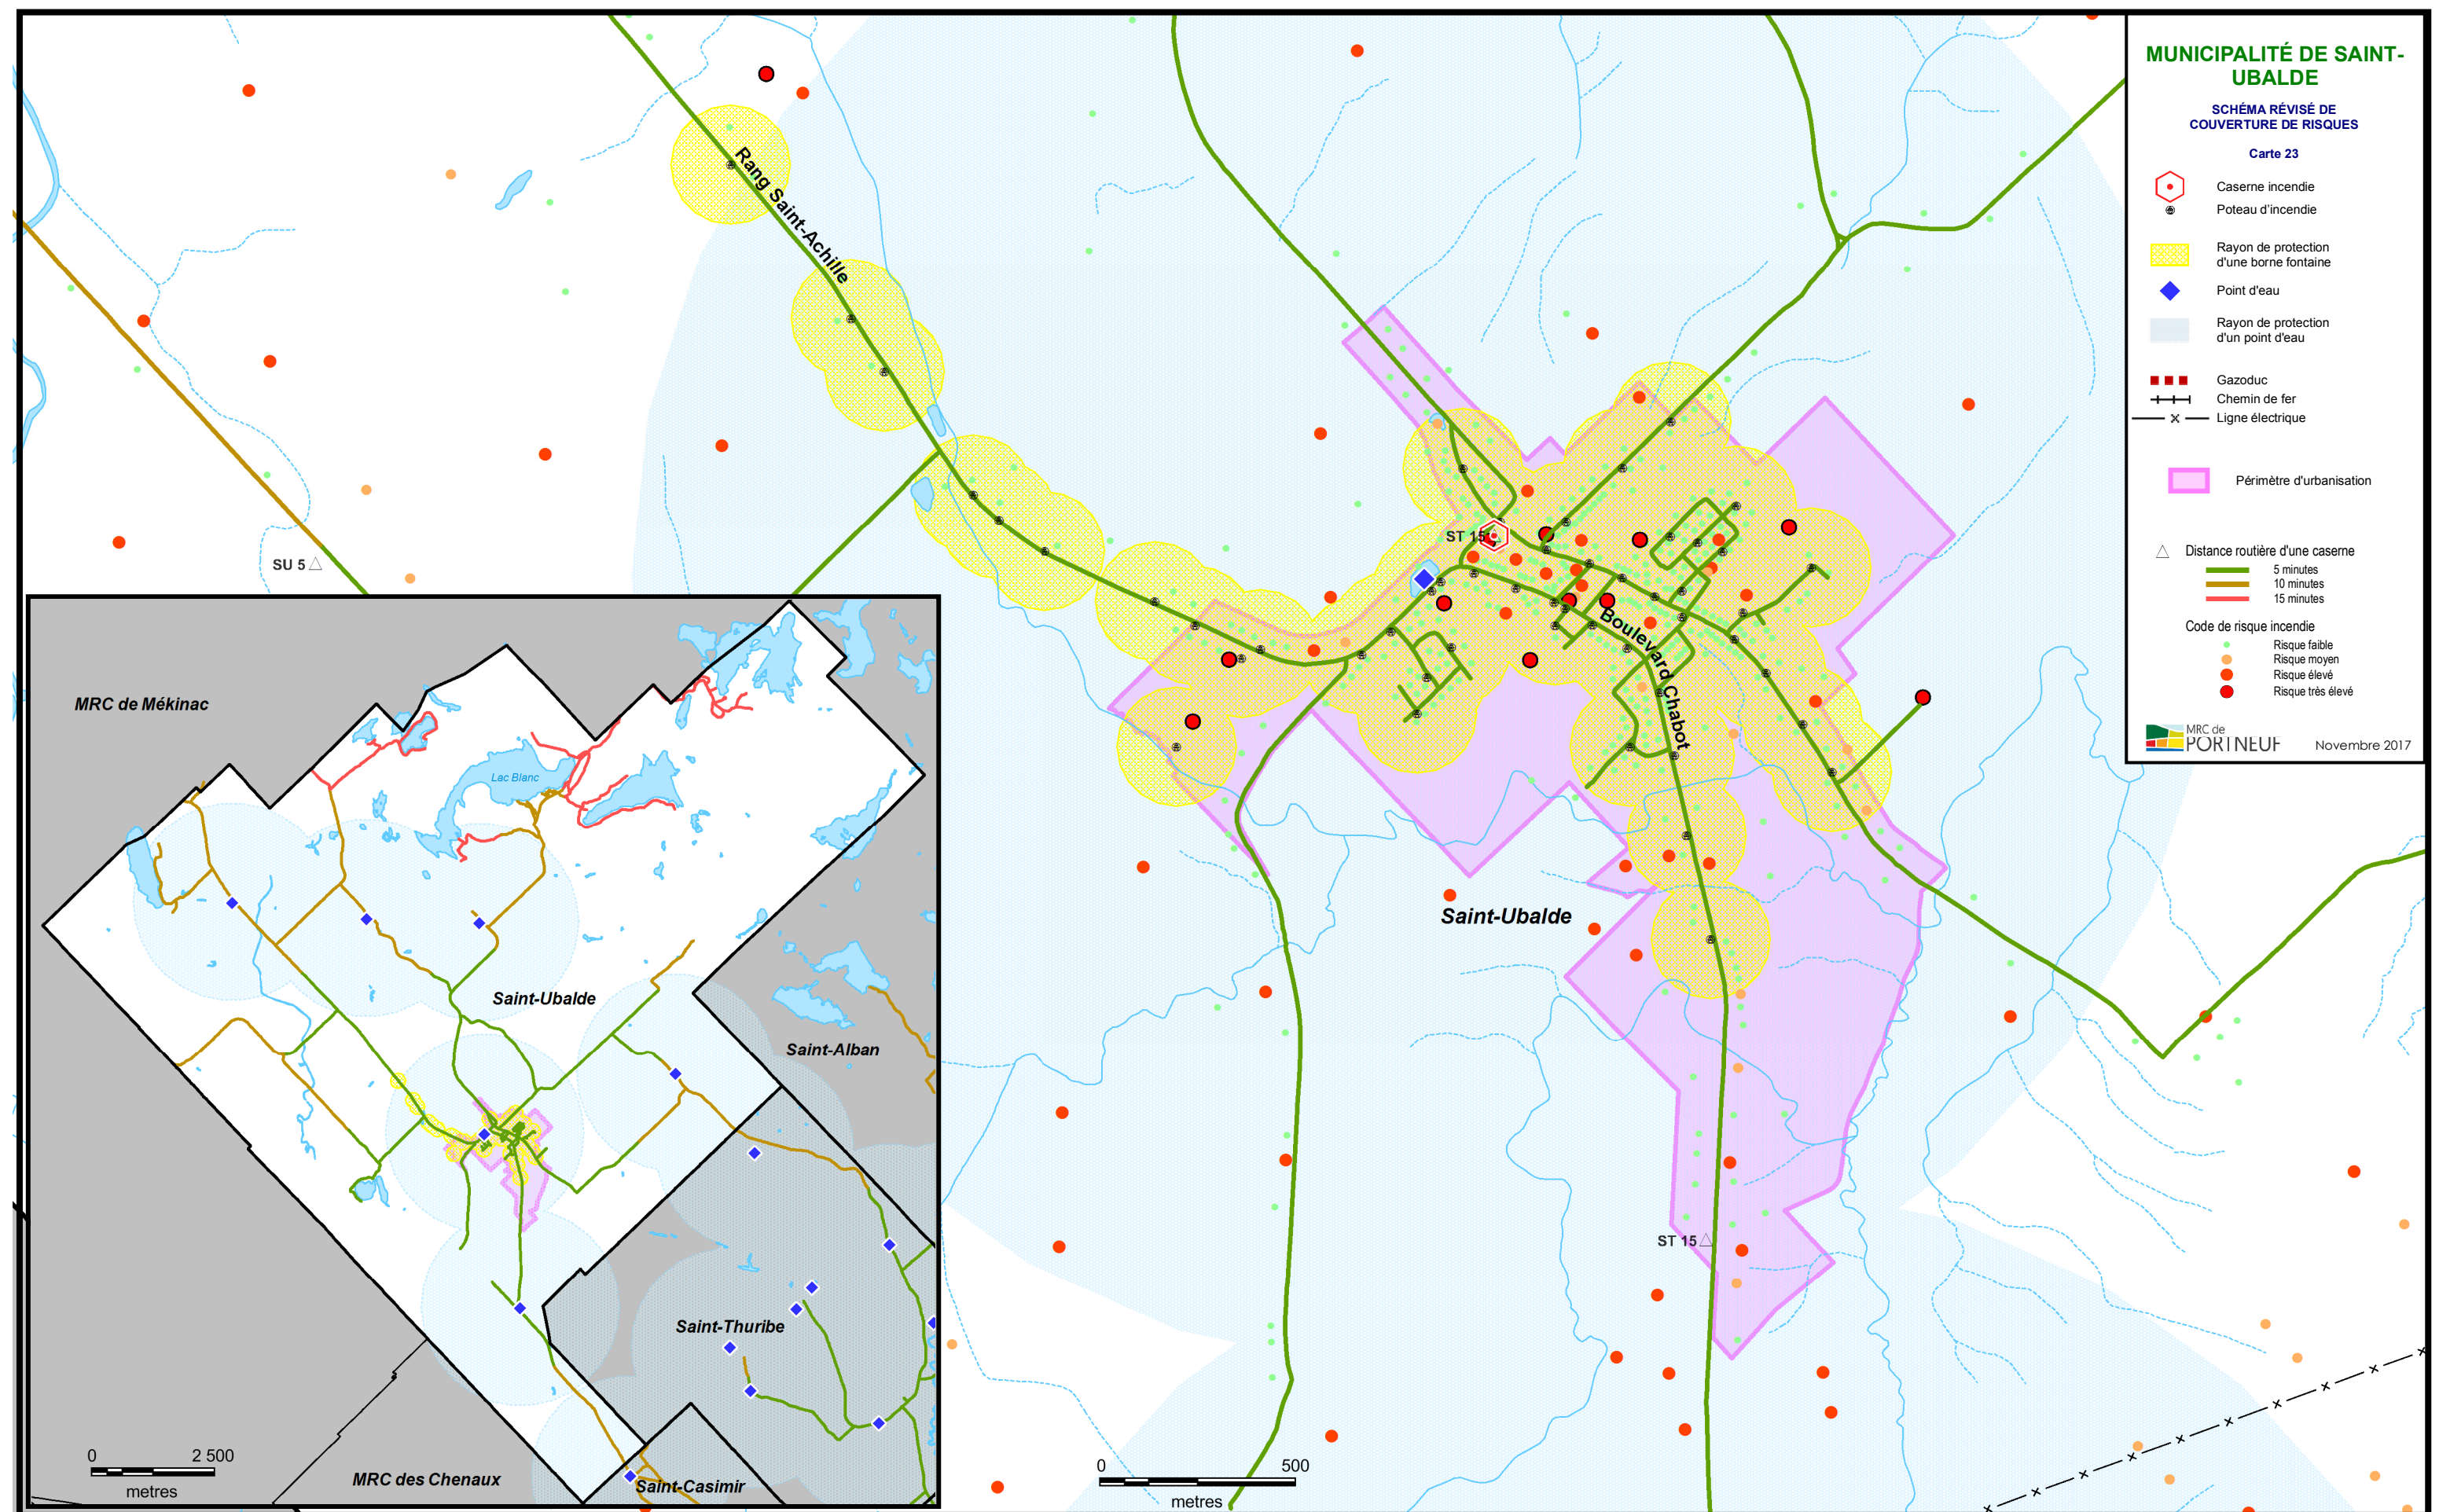 MUNICIPALITÉ DE SAINT-
UBALDE
SCHÉMA RÉVISÉ DE
COUVERTURE DE RISQUES
Carte 23
Caserne incendie
Poteau d'incendie
Rayon de protection
d'une borne fontaine
Point d'eau
Rayon de protection
d'un point d'eau
Gazoduc
Chemin de fer
Ligne électrique
Périmètre d'urbanisation
Distance routière d'une caserne
5 minutes
10 minutes
15 minutes
Code de risque incendie
Risque faible
Risque moyen
Risque élevé
Risque très élevé
MRC de
PORTNEUF
Novembre 2017
Rang Saint-Achille
SU 5
ST 15
Boulevard Chabot
Saint-Ubalde
ST 15
0 500
metres
MRC de Mékinac
Lac Blanc
Saint-Ubalde
Saint-Alban
Saint-Thuribe
Saint-Casimir
MRC des Chenaux
0 2 500
metres